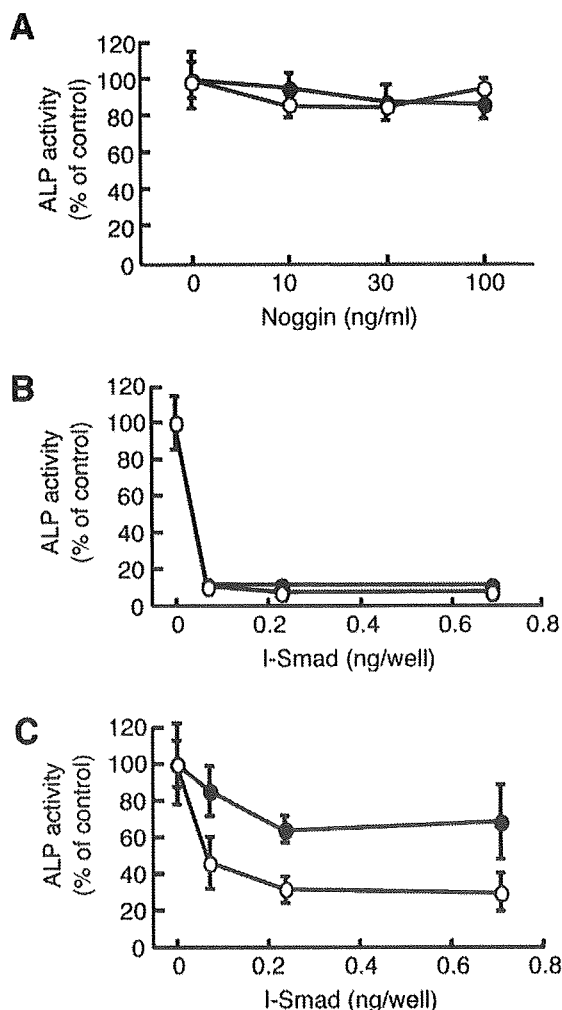 A
ALP activity
(% of control)
120
100
80
60
40
20
0
0 10 30 100
Noggin (ng/ml)
B
ALP activity
(% of control)
120
100
80
60
40
20
0
0 0.2 0.4 0.6 0.8
I-Smad (ng/well)
C
ALP activity
(% of control)
120
100
80
60
40
20
0
0 0.2 0.4 0.6 0.8
I-Smad (ng/well)